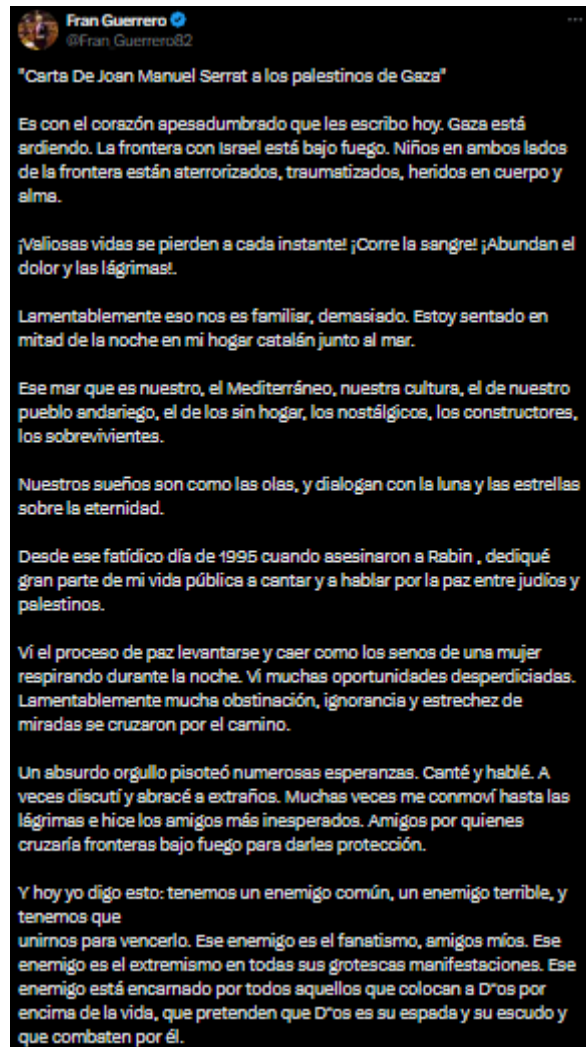 Fran Guerrero
@Fran_Guerrero82
"Carta De Joan Manuel Serrat a los palestinos de Gaza"
Es con el corazón apesadumbrado que les escribo hoy. Gaza está
ardiendo. La frontera con Israel está bajo fuego. Niños en ambos lados
de la frontera están aterrorizados, traumatizados, heridos en cuerpo y
alma.
¡Valiosas vidas se pierden a cada instante! ¡Corre la sangre! ¡Abundan el
dolor y las lágrimas!.
Lamentablemente eso nos es familiar, demasiado. Estoy sentado en
mitad de la noche en mi hogar catalán junto al mar.
Ese mar que es nuestro, el Mediterráneo, nuestra cultura, el de nuestro
pueblo andariego, el de los sin hogar, los nostálgicos, los constructores,
los sobrevivientes.
Nuestros sueños son como las olas, y dialogan con la luna y las estrellas
sobre la eternidad.
Desde ese fatídico día de 1995 cuando asesinaron a Rabin , dediqué
gran parte de mi vida pública a cantar y a hablar por la paz entre judíos y
palestinos.
Vi el proceso de paz levantarse y caer como los senos de una mujer
respirando durante la noche. Vi muchas oportunidades desperdiciadas.
Lamentablemente mucha obstinación, ignorancia y estrechez de
miradas se cruzaron por el camino.
Un absurdo orgullo pisoteó numerosas esperanzas. Canté y hablé. A
veces discutí y abracé a extraños. Muchas veces me conmoví hasta las
lágrimas e hice los amigos más inesperados. Amigos por quienes
cruzaría fronteras bajo fuego para darles protección.
Y hoy yo digo esto: tenemos un enemigo común, un enemigo terrible, y
tenemos que
unirnos para vencerlo. Ese enemigo es el fanatismo, amigos míos. Ese
enemigo es el extremismo en todas sus grotescas manifestaciones. Ese
enemigo está encarnado por todos aquellos que colocan a D"os por
encima de la vida, que pretenden que D"os es su espada y su escudo y
que combaten por él.